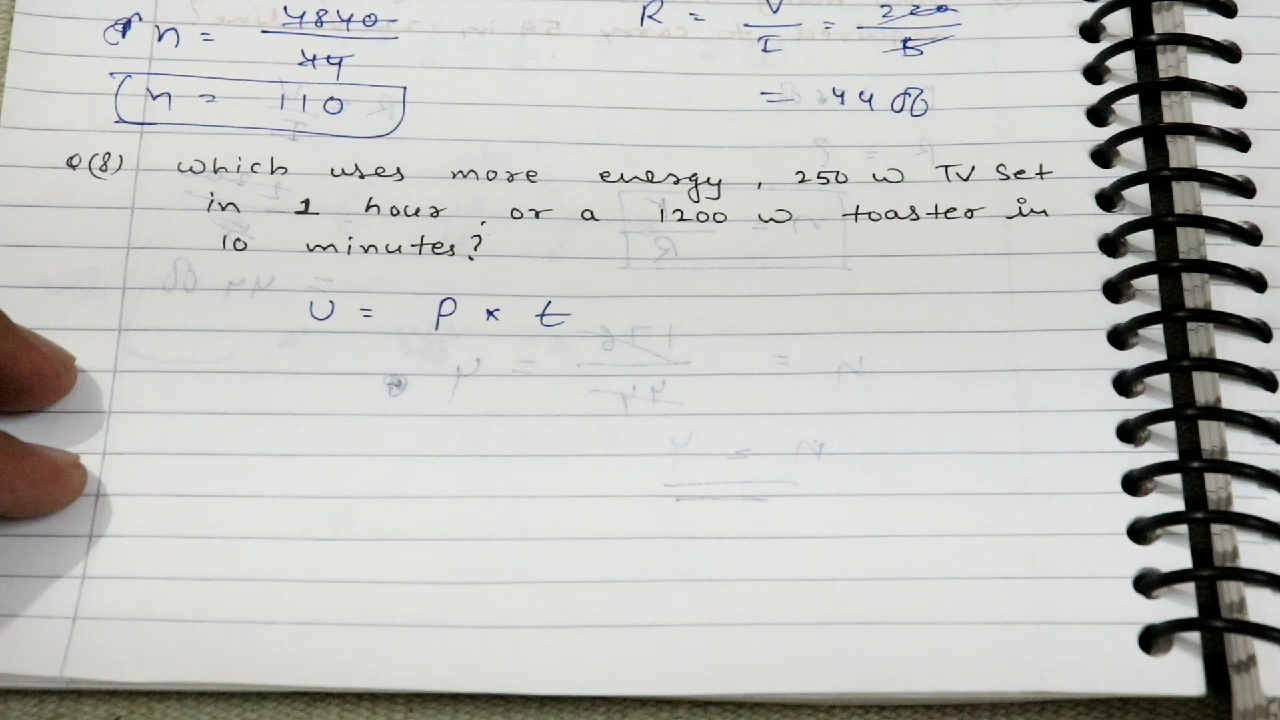 n = 4840 / 44
n = 110
R = V / I = 220 / 5
= 44 Ω
Q(8) which uses more energy, 250 W TV Set
in 1 hour, or a 1200 W toaster in
10 minutes?
U = P × t